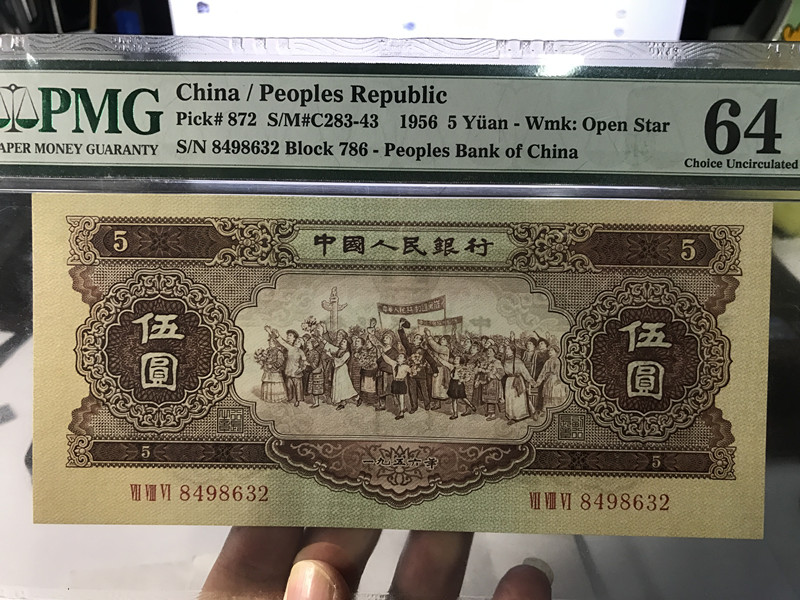 PMG
PAPER MONEY GUARANTY
China / Peoples Republic
Pick# 872 S/M#C283-43 1956 5 Yüan - Wmk: Open Star
S/N 8498632 Block 786 - Peoples Bank of China
64
Choice Uncirculated
5 中國人民銀行 5
伍圓
伍圓
5 一九五六年 5
VII VIII VI 8498632
VII VIII VI 8498632